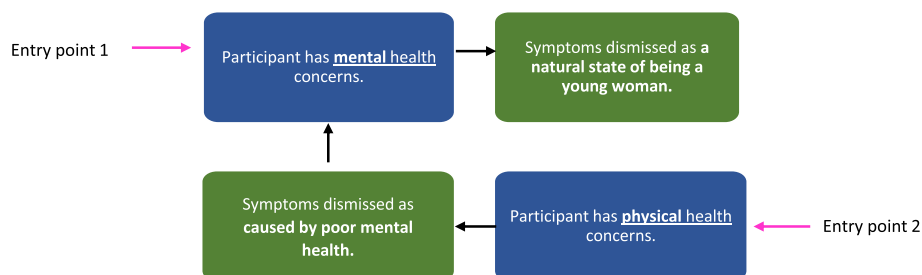 Entry point 1
Participant has mental health
concerns.
Symptoms dismissed as a
natural state of being a
young woman.
Symptoms dismissed as
caused by poor mental
health.
Participant has physical health
concerns.
Entry point 2